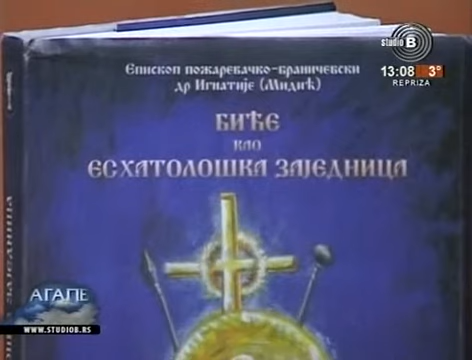 studio B
13:08 3°
REPRIZA
Епископ пожаревачко-браничевски
др Игнатије (Мидић)
БИЋЕ
као
ЕСХАТОЛОШКА ЗАЈЕДНИЦА
ЗАЈЕДНИЦА
АГАПЕ
WWW.STUDIOB.RS